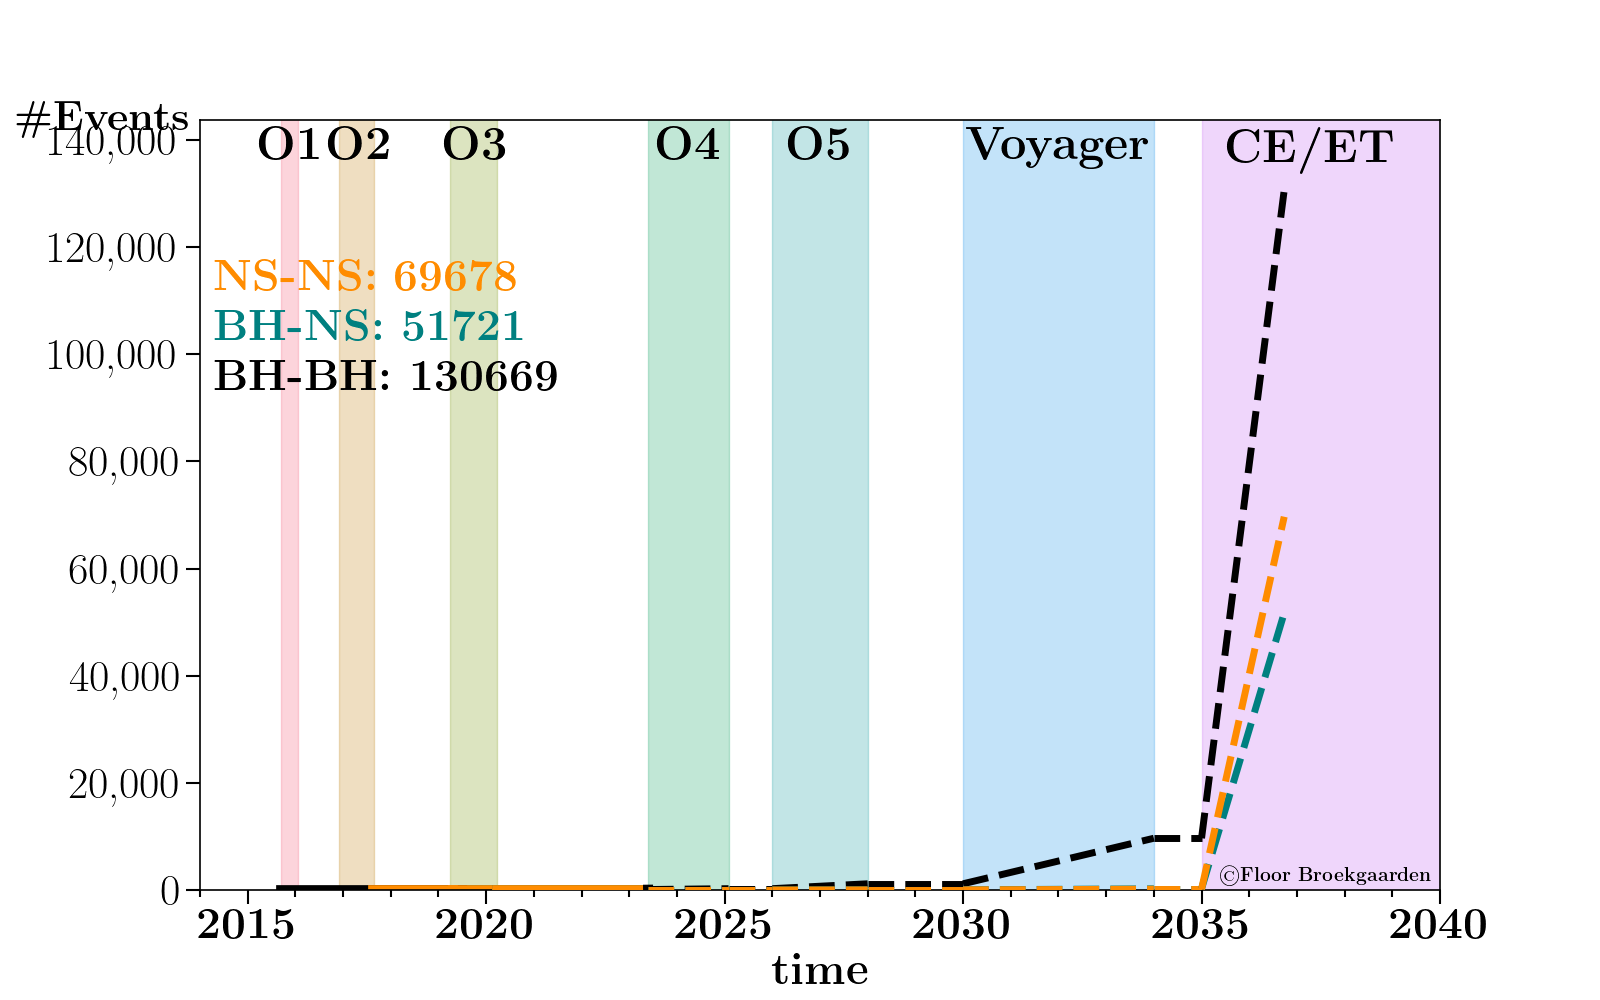 #Events
140,000
O1 O2 O3 O4 O5 Voyager CE/ET
120,000
NS-NS: 69678
BH-NS: 51721
100,000
BH-BH: 130669
80,000
60,000
40,000
20,000
©Floor Broekgaarden
0
2015 2020 2025 2030 2035 2040
time